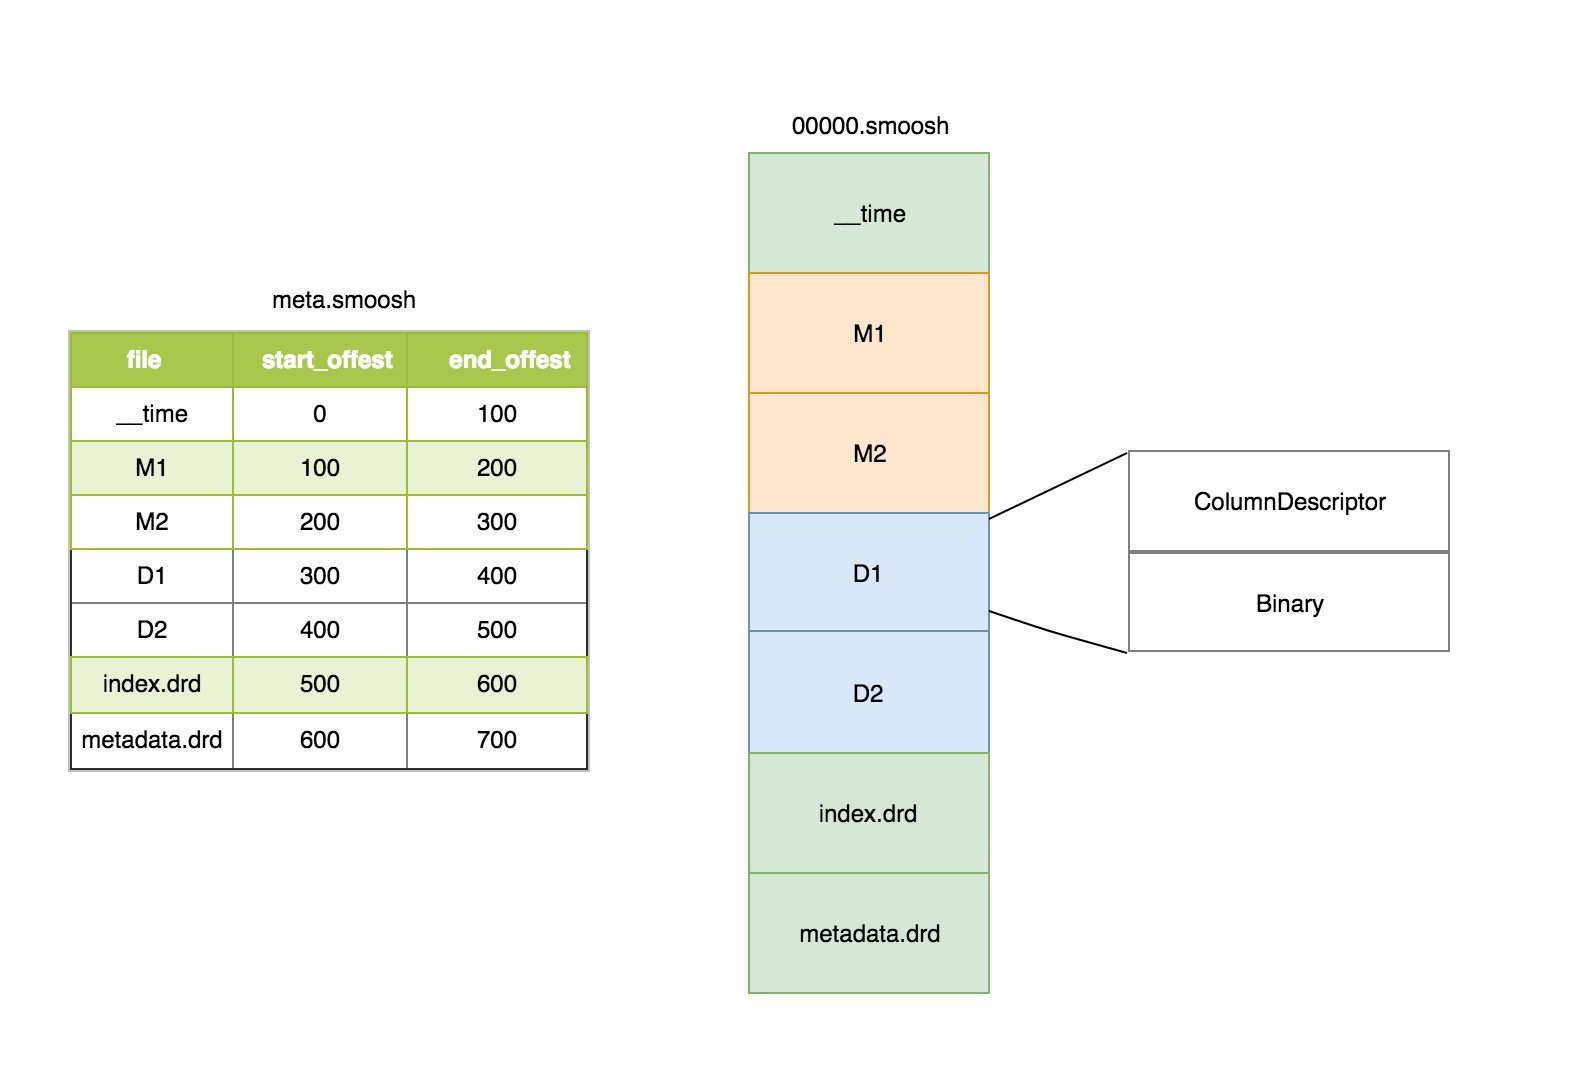 meta.smoosh
file start_offest end_offest
__time 0 100
M1 100 200
M2 200 300
D1 300 400
D2 400 500
index.drd 500 600
metadata.drd 600 700
00000.smoosh
__time
M1
M2
D1
D2
index.drd
metadata.drd
ColumnDescriptor
Binary